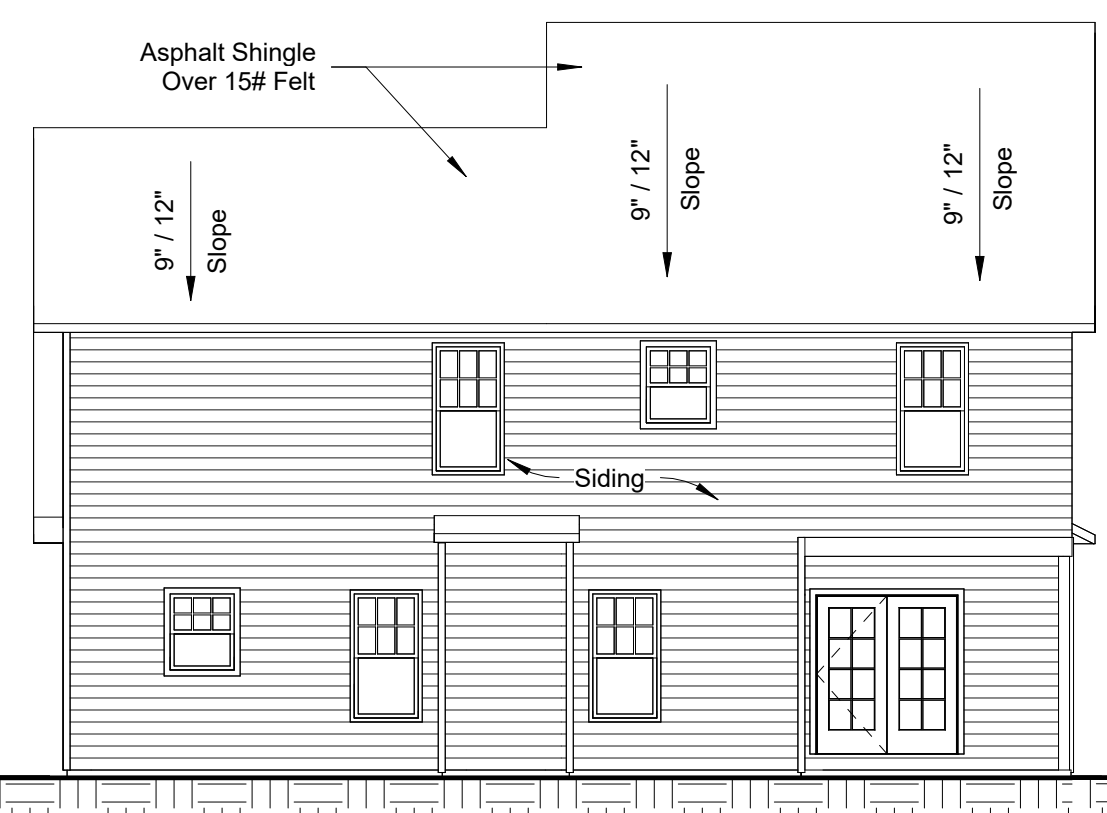 Asphalt Shingle
Over 15# Felt
9" / 12"
Slope
9" / 12"
Slope
9" / 12"
Slope
Siding